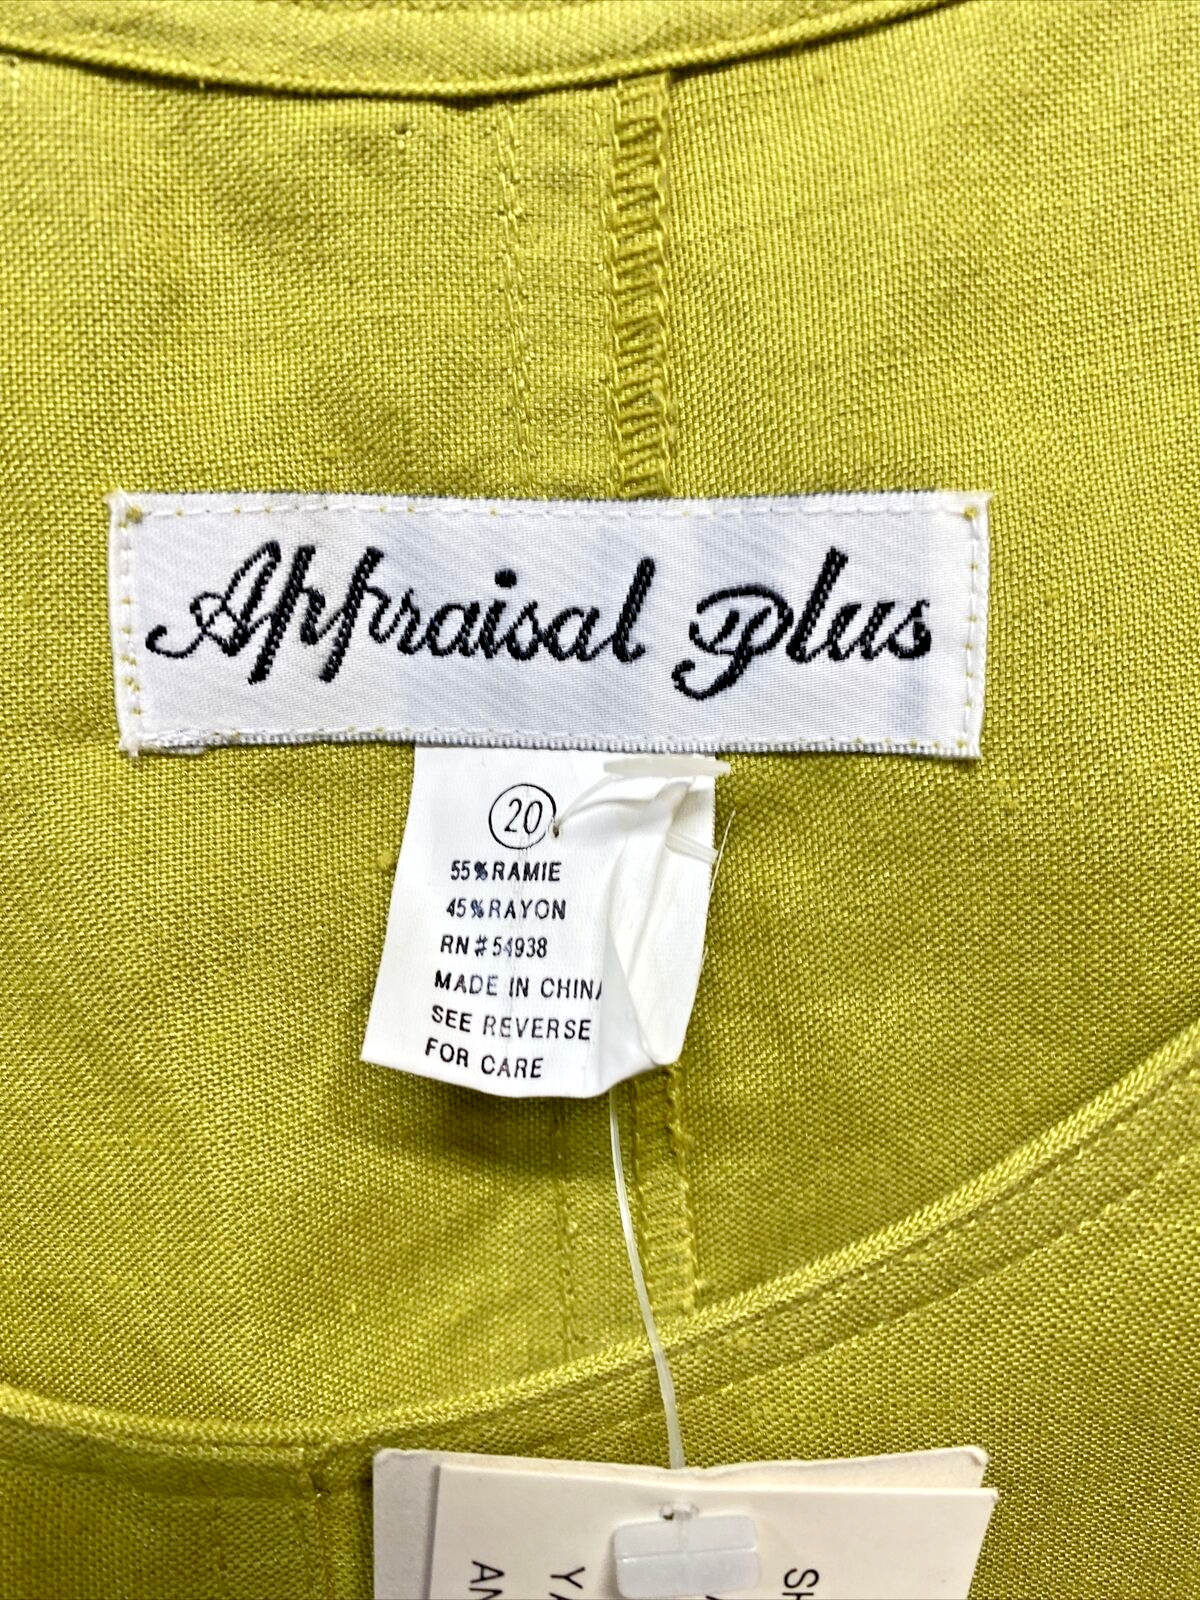 Appraisal Plus
20
55% RAMIE
45% RAYON
RN# 54938
MADE IN CHINA
SEE REVERSE
FOR CARE